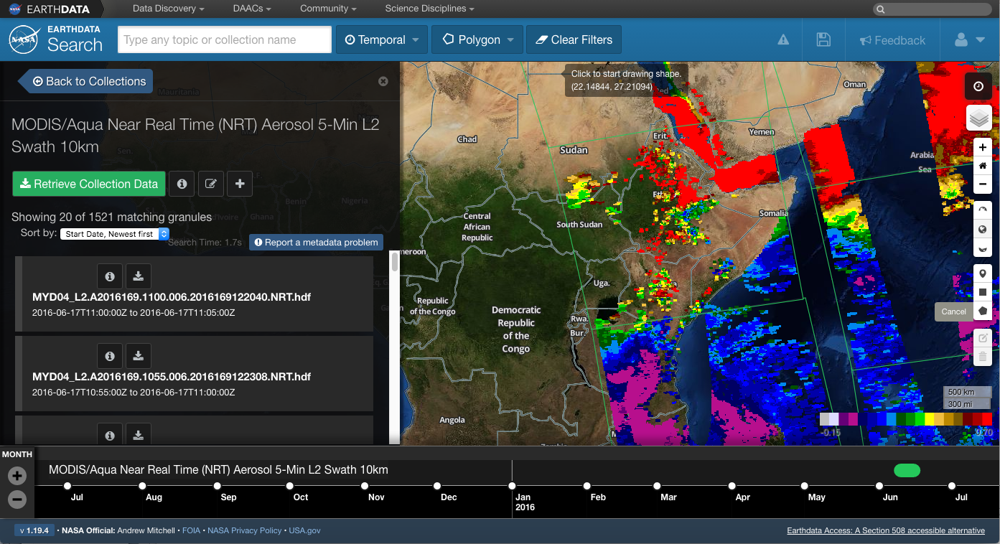 EARTHDATA
Data Discovery
DAACs
Community
Science Disciplines
NASA
EARTHDATA
Search
Type any topic or collection name
Temporal
Polygon
Clear Filters
Feedback
Back to Collections
Mauritania
MODIS/Aqua Near Real Time (NRT) Aerosol 5-Min L2
Swath 10km
Sen.
Retrieve Collection Data
Benin
Nigeria
Showing 20 of 1521 matching granules
Ghana
Sort by: Start Date, Newest first
Search Time: 1.7s
Report a metadata problem
MYD04_L2.A2016169.1100.006.2016169122040.NRT.hdf
2016-06-17T11:00:00Z to 2016-06-17T11:05:00Z
MYD04_L2.A2016169.1055.006.2016169122308.NRT.hdf
2016-06-17T10:55:00Z to 2016-06-17T11:00:00Z
Click to start drawing shape.
(22.14844, 27.21094)
Oman
Yemen
Erit.
Chad
Sudan
Arabia
Sea
Eth
Somalia
Central
African
Republic
South Sudan
meroon
Eq. G.
Uga.
Republic
of the Congo
Democratic
Republic
of the
Congo
Rwa.
Bur.
Cancel
Angola
500 km
300 mi
-0.15
0.70
MONTH
MODIS/Aqua Near Real Time (NRT) Aerosol 5-Min L2 Swath 10km
Jul
Aug
Sep
Oct
Nov
Dec
Jan
2016
Feb
Mar
Apr
May
Jun
Jul
v 1.19.4 • NASA Official: Andrew Mitchell • FOIA • NASA Privacy Policy • USA.gov
Earthdata Access: A Section 508 accessible alternative